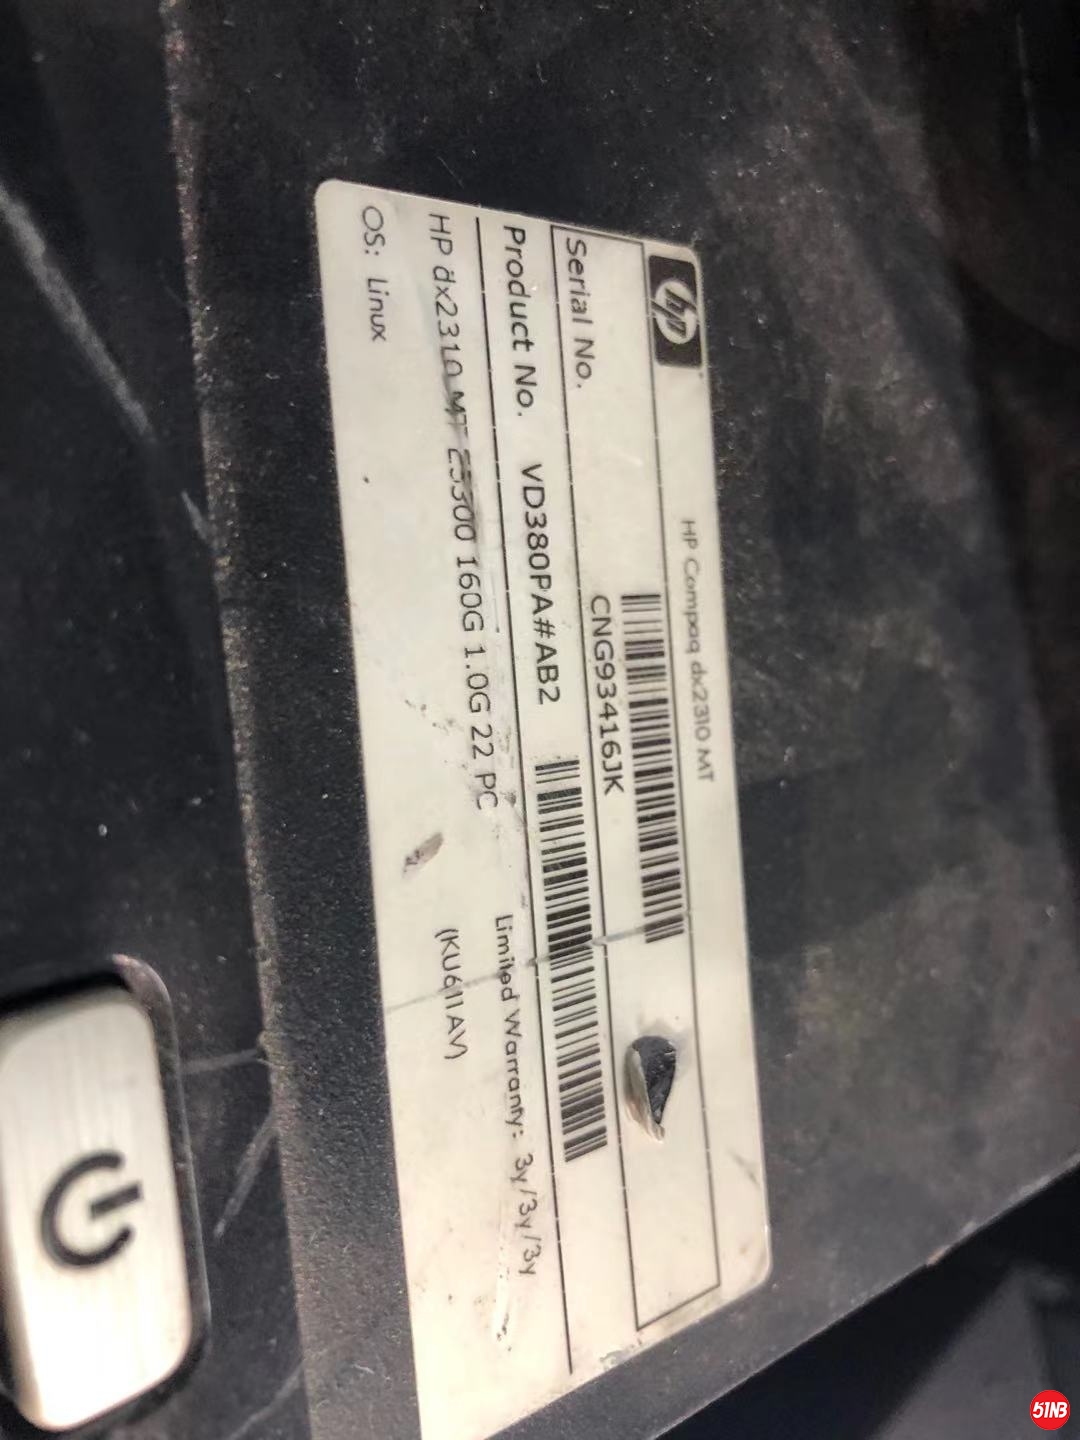 hp
HP Compaq dx2310 MT
Serial No.
CNG93416JK
Product No. VD380PA#AB2
HP dx2310 MT E5300 160G 1.0G 22 PC
Limited Warranty: 3y/3y/3y
OS: Linux
(KU611AV)
51NB